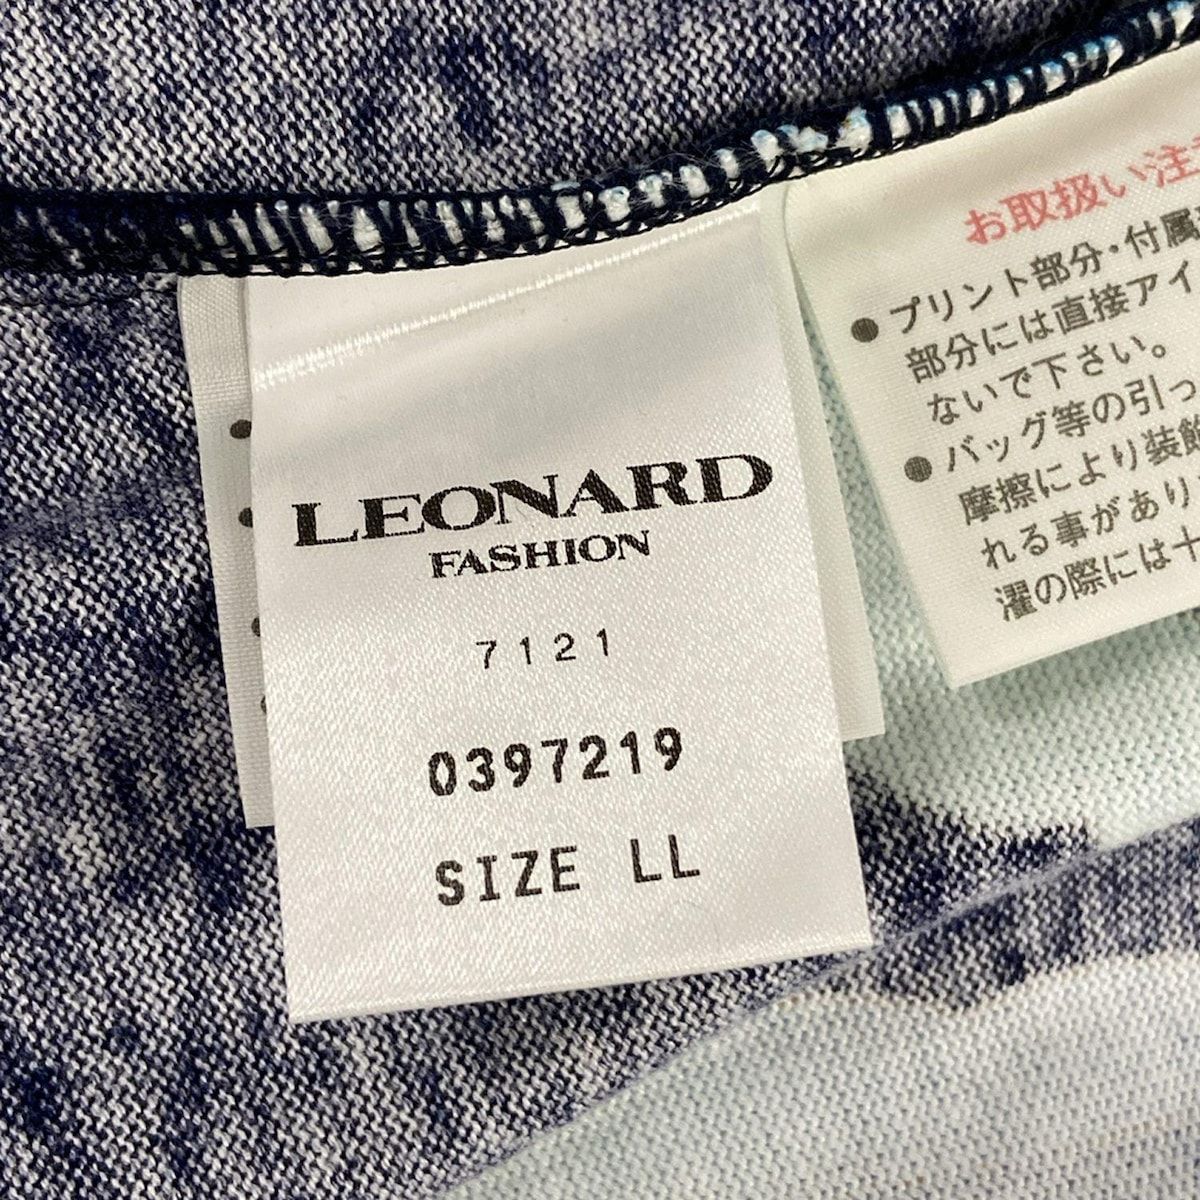 LEONARD
FASHION
7121
0397219
SIZE LL
お取扱い注
●プリント部分・付属
部分には直接アイ
ないで下さい。
●バッグ等の引っ
摩擦により装飾
れる事があり
濯の際には十